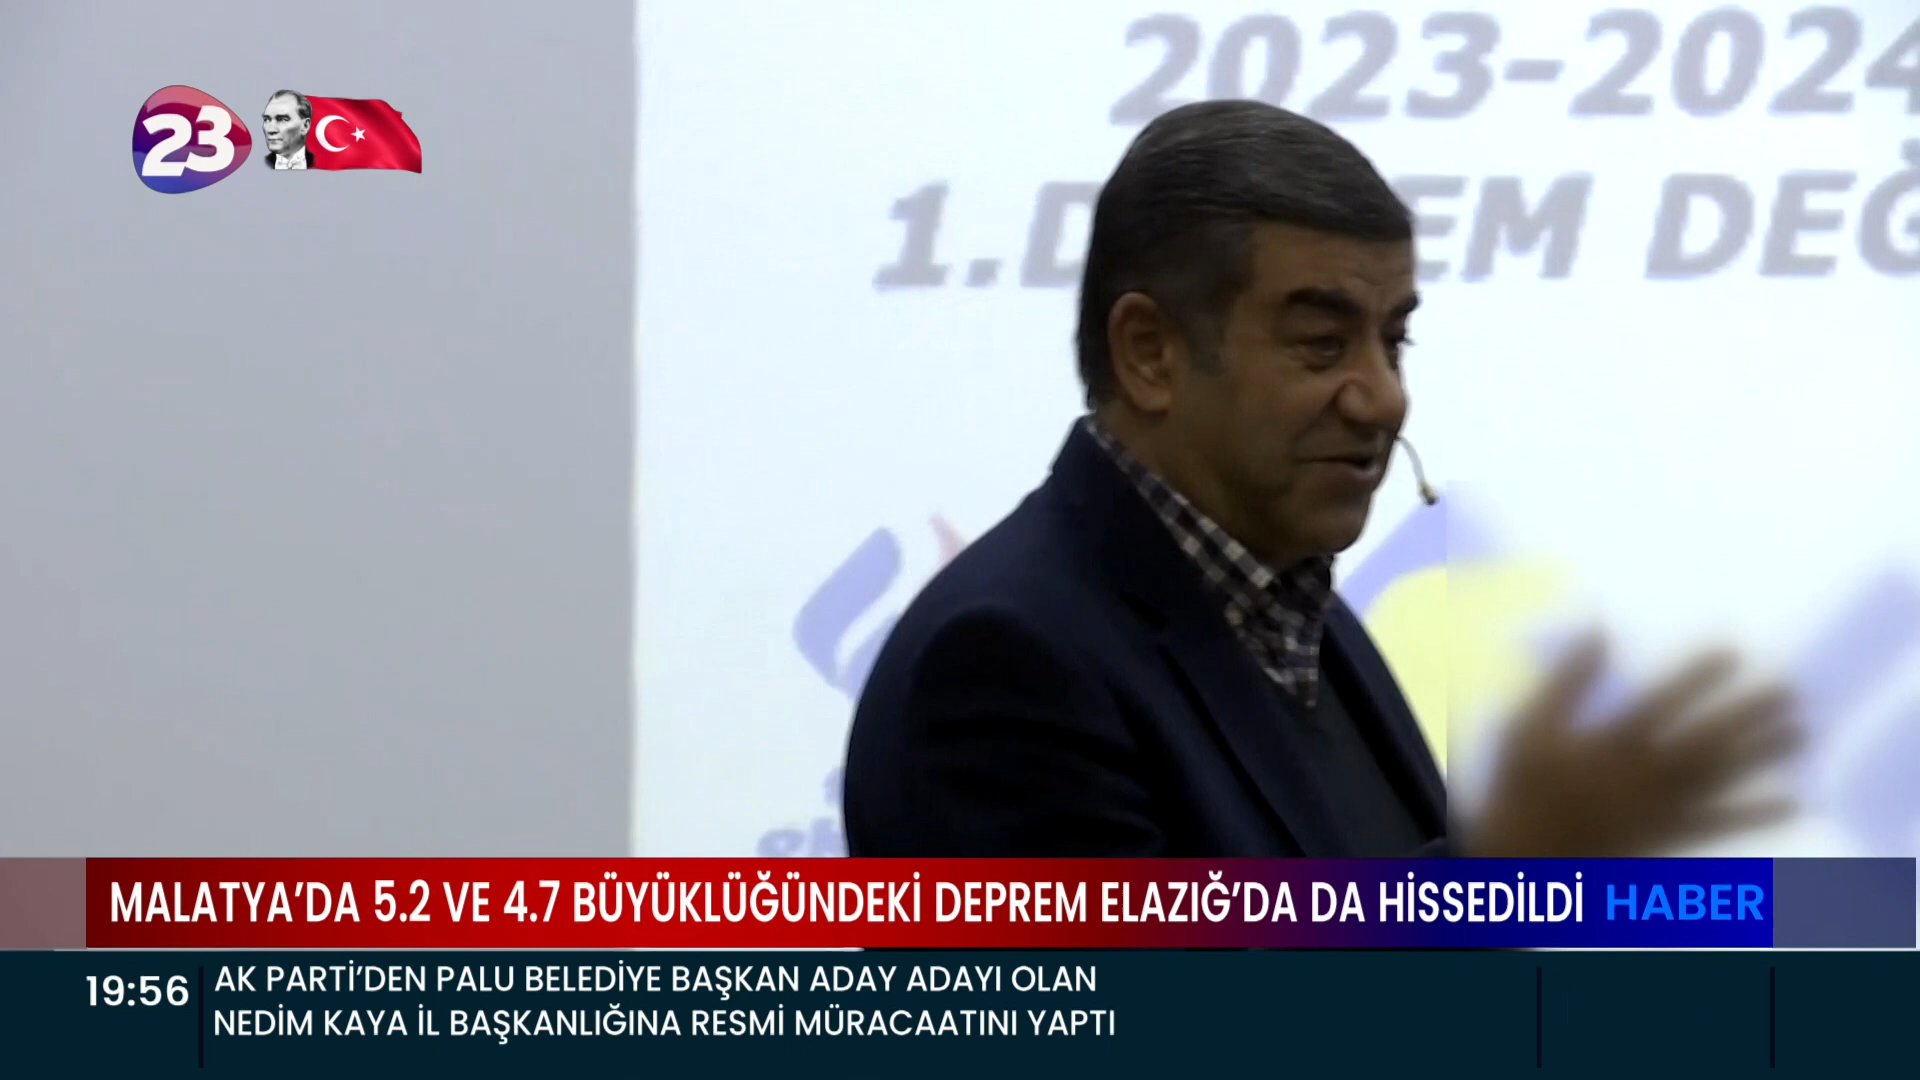 2023-2024
1.D EM DEĞ
23
MALATYA'DA 5.2 VE 4.7 BÜYÜKLÜĞÜNDEKİ DEPREM ELAZIĞ'DA DA HİSSEDİLDİ HABER
19:56
AK PARTİ'DEN PALU BELEDİYE BAŞKAN ADAY ADAYI OLAN
NEDİM KAYA İL BAŞKANLIĞINA RESMİ MÜRACAATINI YAPTI